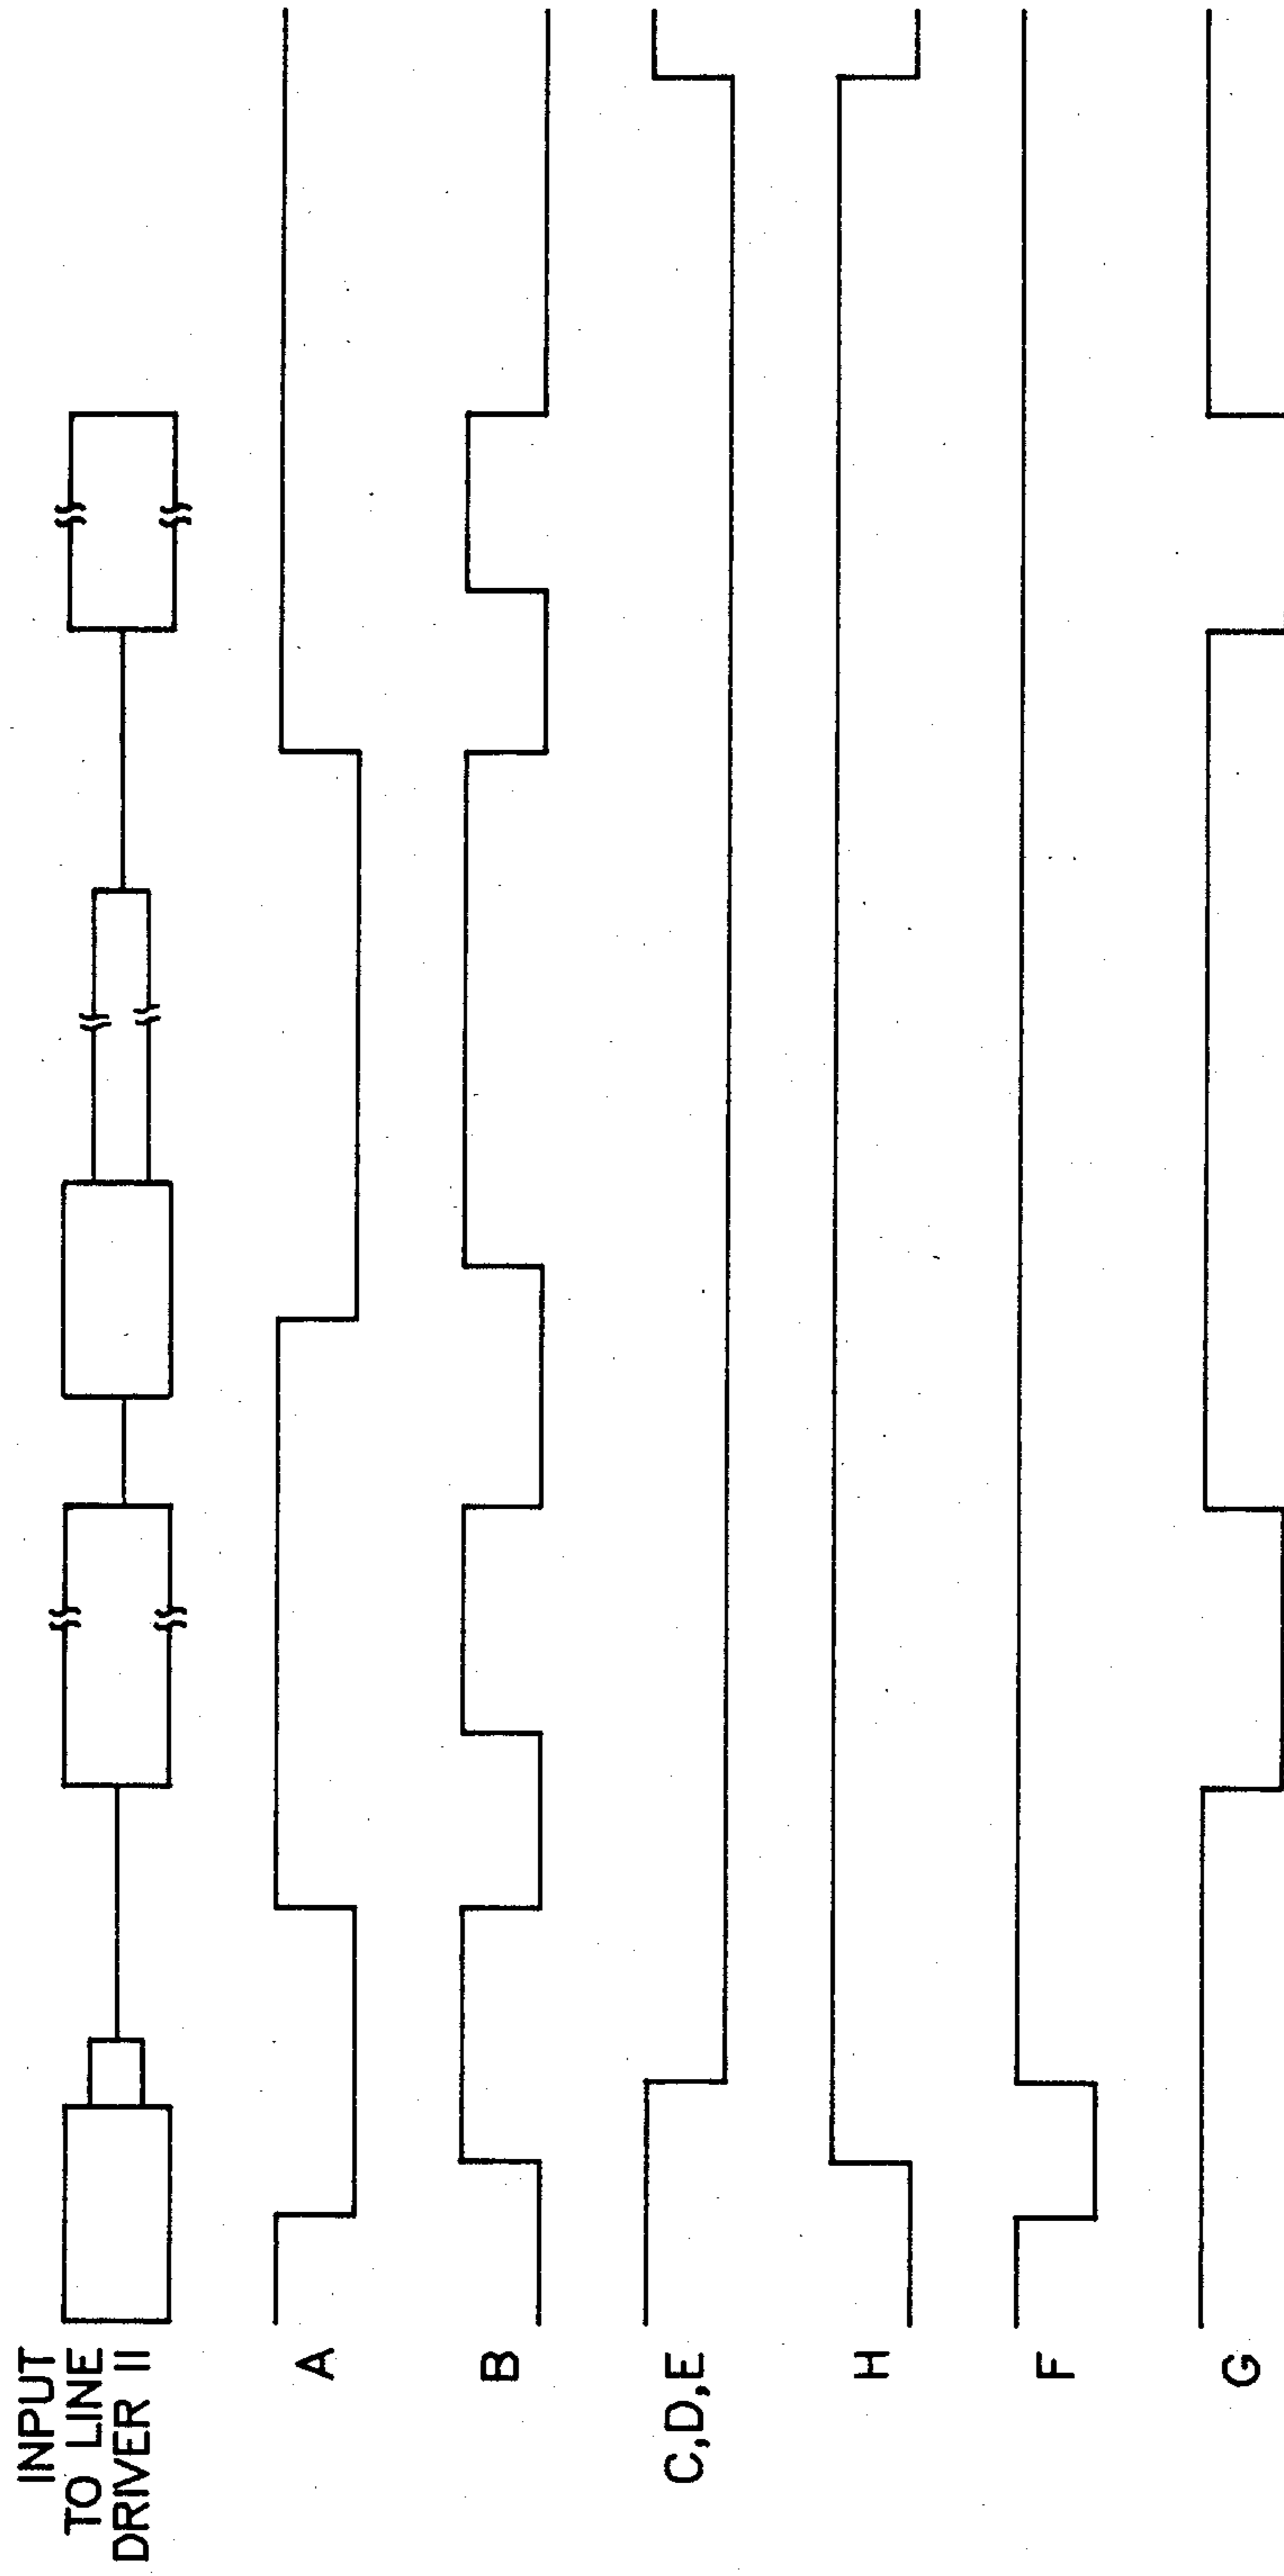 INPUT
TO LINE
DRIVER II
A
B
C,D,E
H
F
G